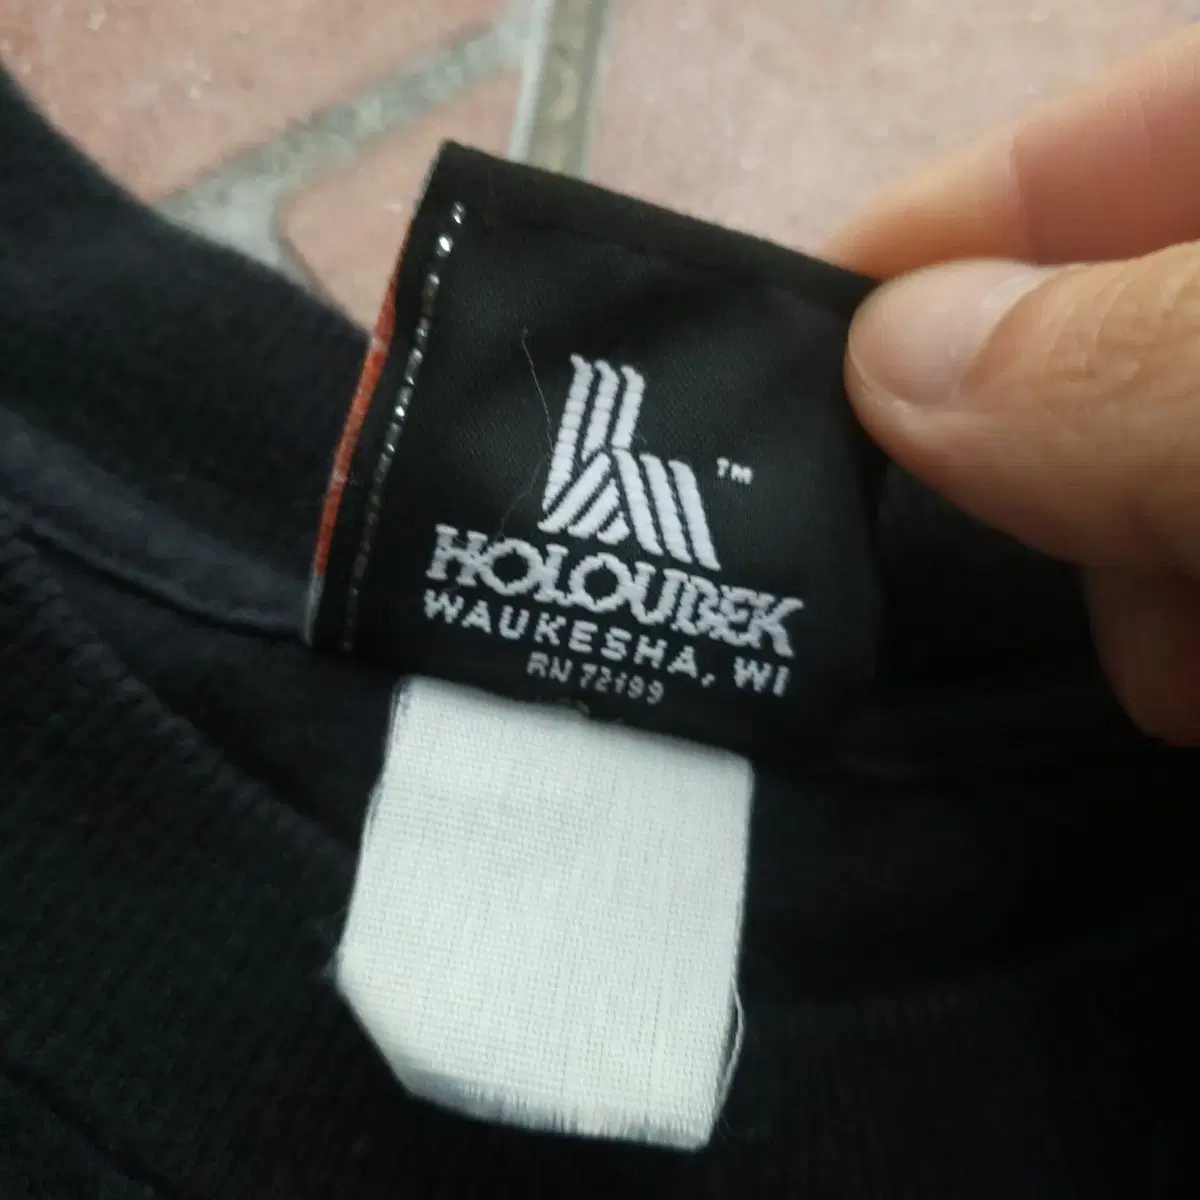 TM
HOLOUBEK
WAUKESHA, WI
RN 72199